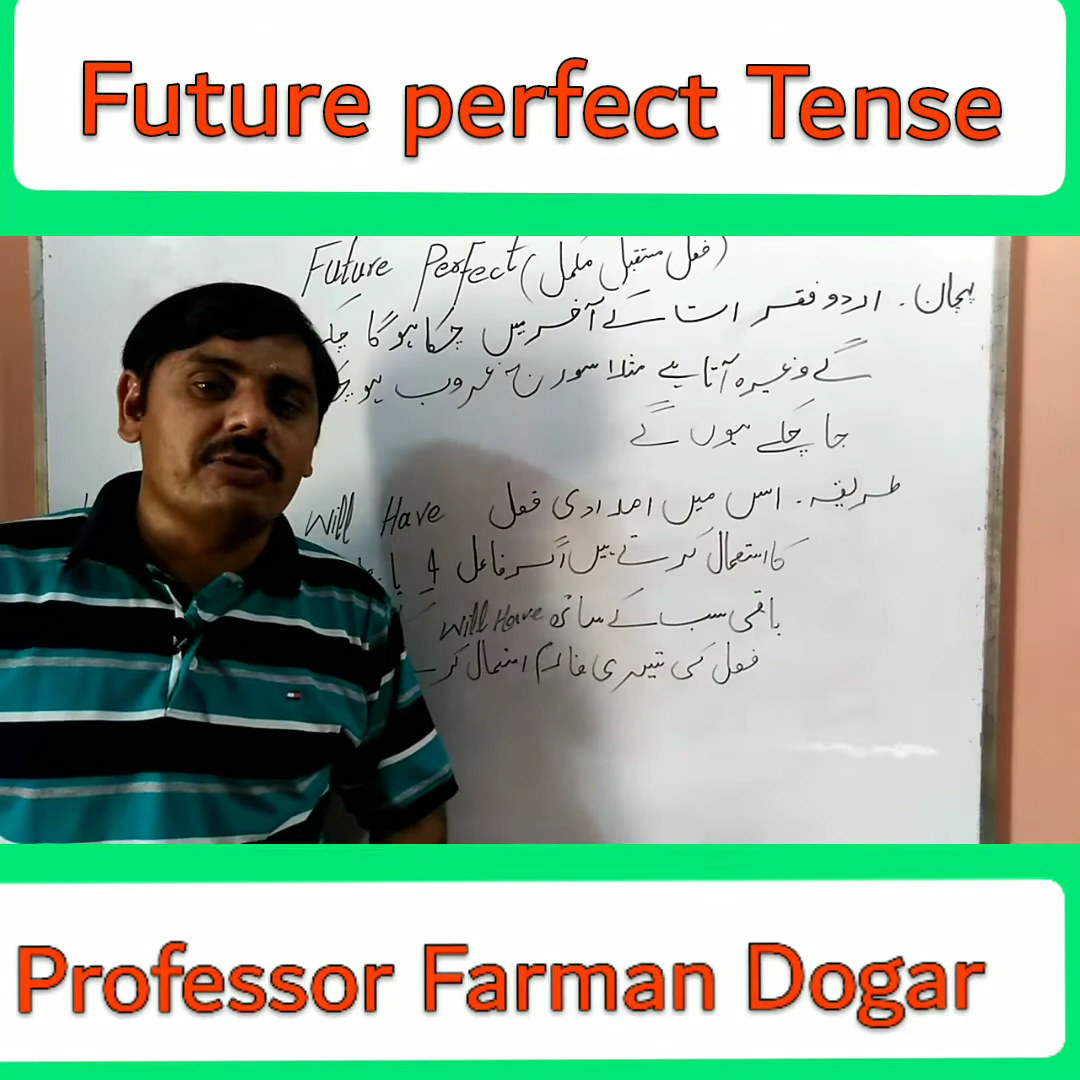 Future perfect Tense
Future Perfect (فعل مستقبل مکمل)
پہچان۔ اردو فقرات کے آخر میں چکا ہوگا چکے
گے وغیرہ آتا ہے مثلا سورج غروب ہو
جا چکے ہوں گے
طریقہ۔ اس میں امدادی فعل will Have
کا استعمال کرتے ہیں اگر فاعل I یا
باقی سب کے ساتھ will Have
فعل کی تیسری فارم استعمال
Professor Farman Dogar